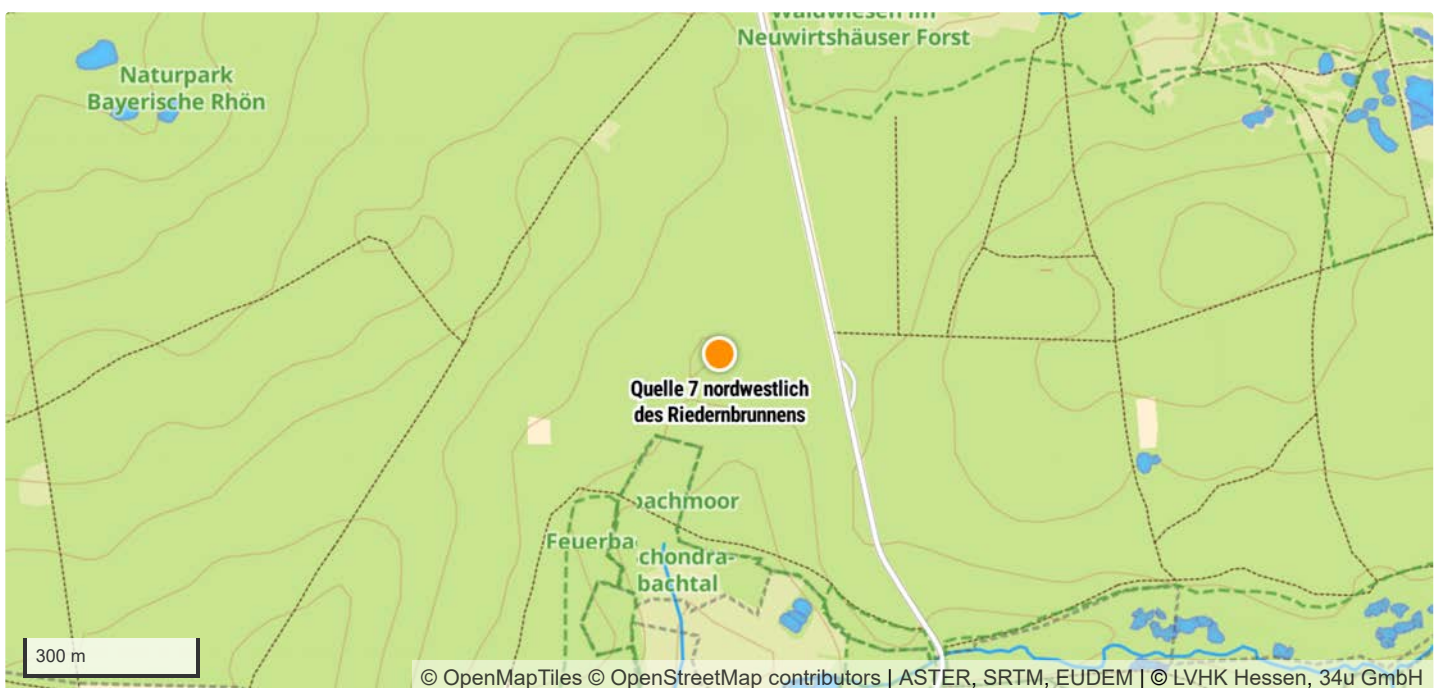 Neuwirtshäuser Forst
Naturpark
Bayerische Rhön
Quelle 7 nordwestlich
des Riedernbrunnens
bachmoor
Feuerba
chondra-
bachtal
300 m
© OpenMapTiles © OpenStreetMap contributors | ASTER, SRTM, EUDEM | © LVHK Hessen, 34u GmbH